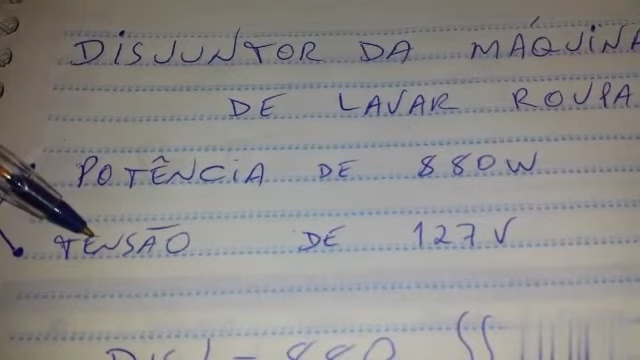 DISJUNTOR DA MÁQUINA
DE LAVAR ROUPA
POTÊNCIA DE 880W
TENSÃO DE 127V